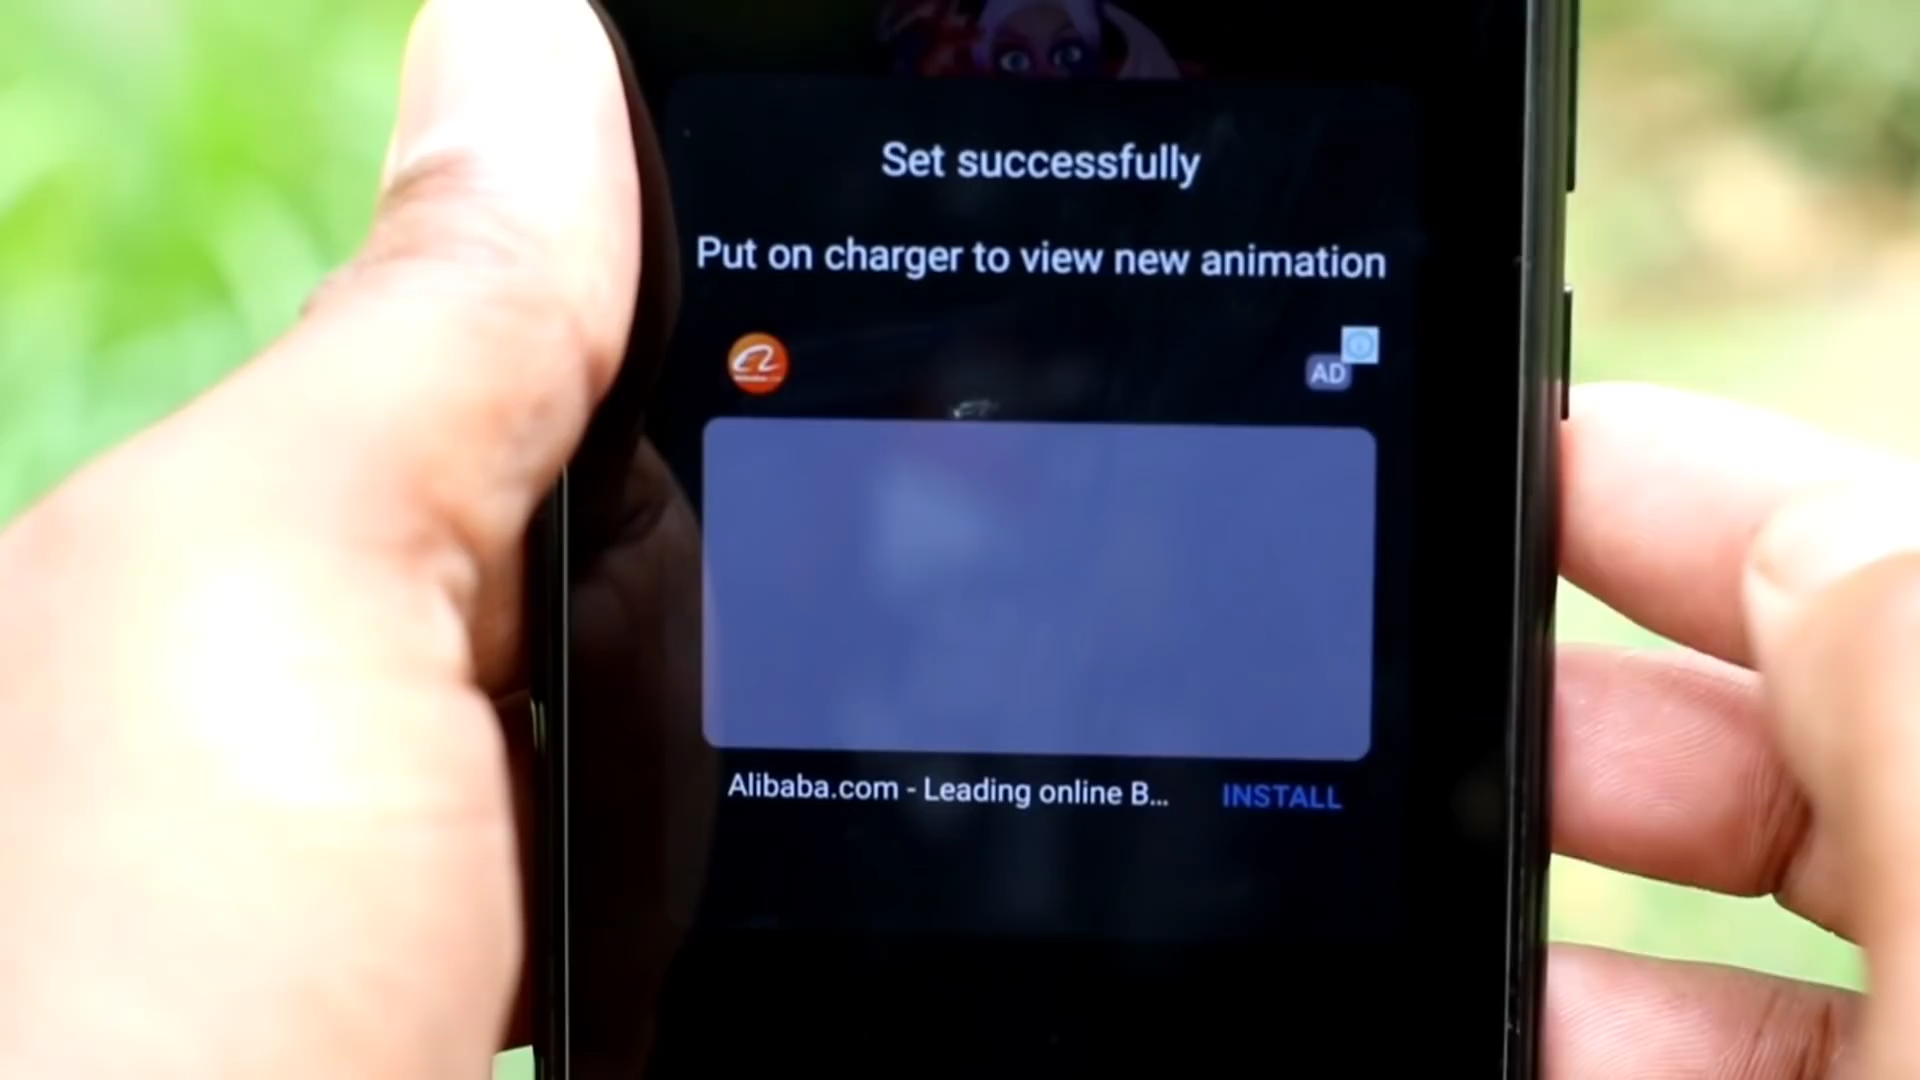 Set successfully
Put on charger to view new animation
AD
Alibaba.com - Leading online B...
INSTALL